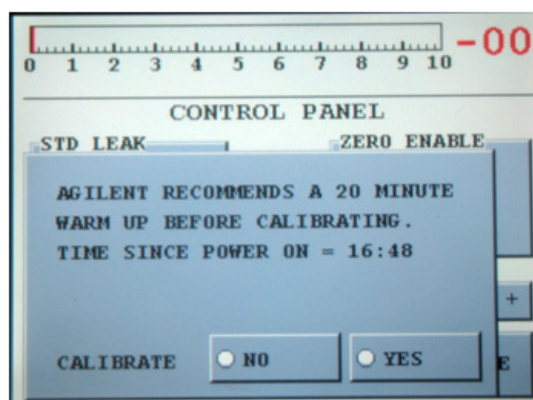 -00
0 1 2 3 4 5 6 7 8 9 10
CONTROL PANEL
STD LEAK ZERO ENABLE
AGILENT RECOMMENDS A 20 MINUTE
WARM UP BEFORE CALIBRATING.
TIME SINCE POWER ON = 16:48
+
CALIBRATE NO YES
E